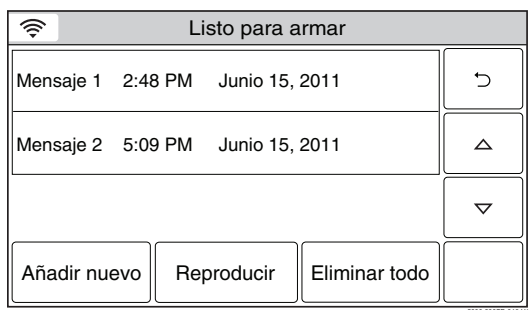 Listo para armar
Mensaje 1 2:48 PM Junio 15, 2011
Mensaje 2 5:09 PM Junio 15, 2011
Añadir nuevo Reproducir Eliminar todo